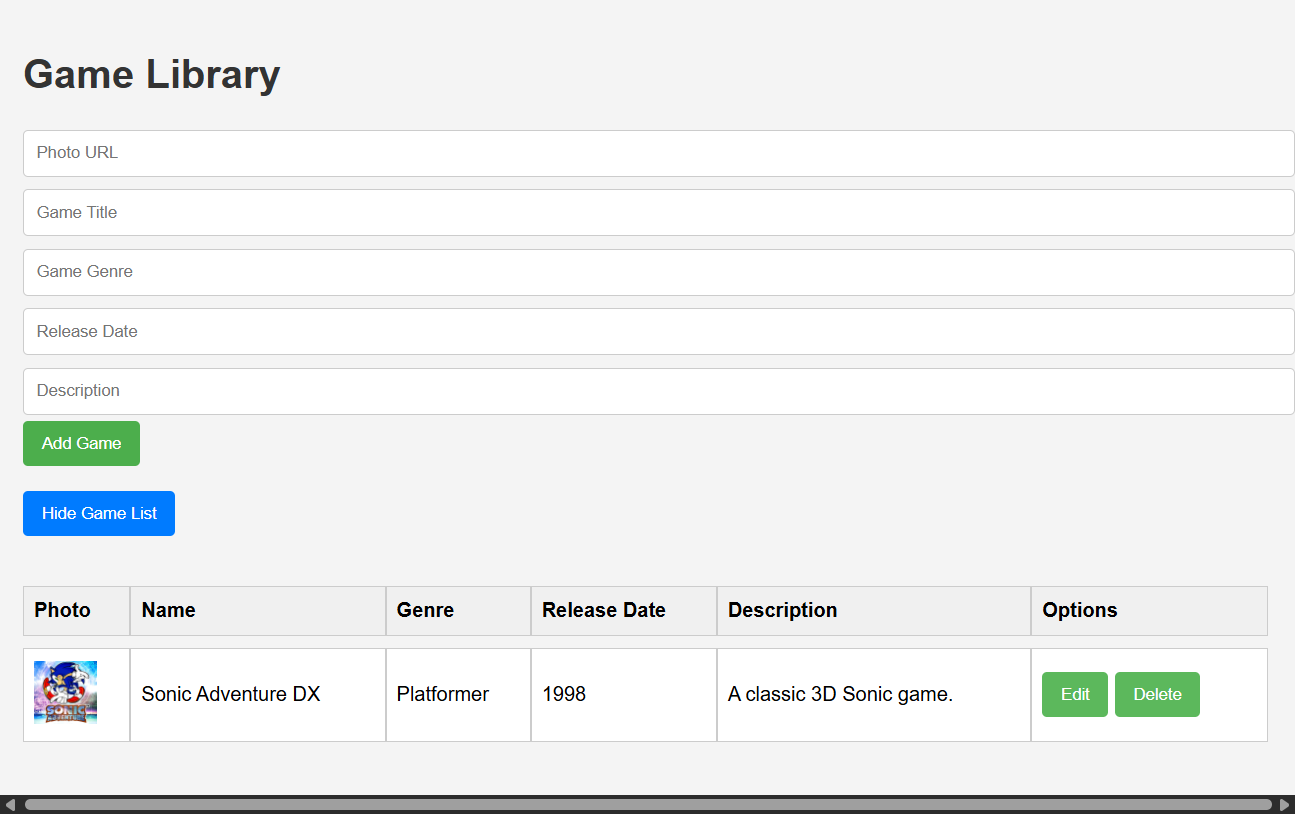 Game Library
Photo URL
Game Title
Game Genre
Release Date
Description
Add Game
Hide Game List
Photo Name Genre Release Date Description Options
SONIC ADVENTURE
Sonic Adventure DX Platformer 1998 A classic 3D Sonic game. Edit Delete